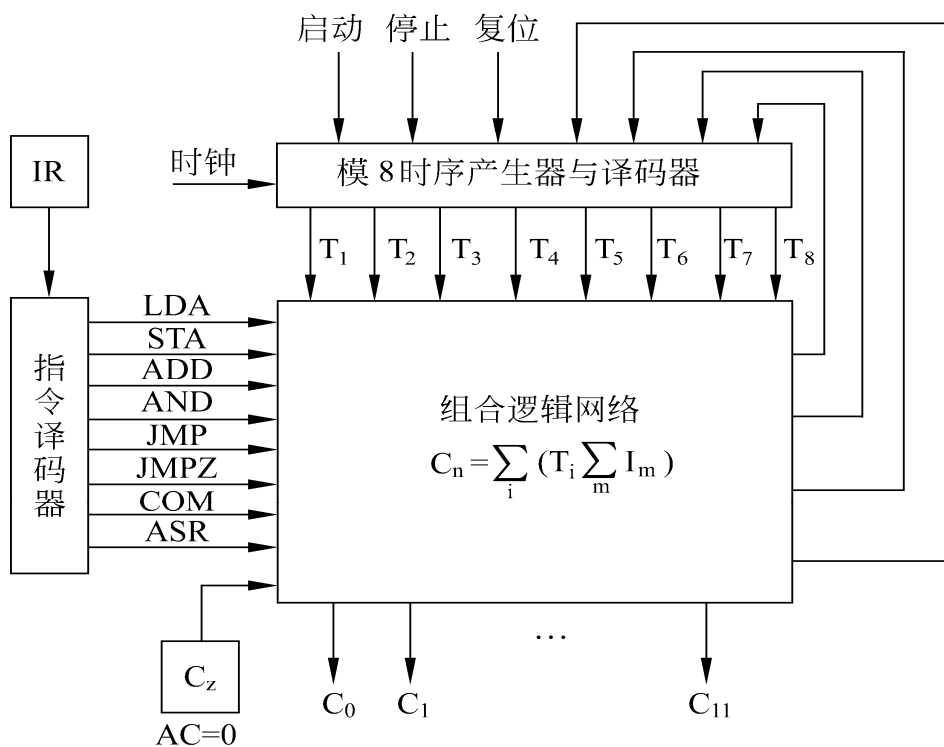 启动 停止 复位
IR
时钟
模 8 时序产生器与译码器
T₁ T₂ T₃ T₄ T₅ T₆ T₇ T₈
指令译码器
LDA
STA
ADD
AND
JMP
JMPZ
COM
ASR
组合逻辑网络
Cₙ=∑ᵢ(Tᵢ∑ₘIₘ)
C_z
AC=0
…
C₀ C₁ C₁₁